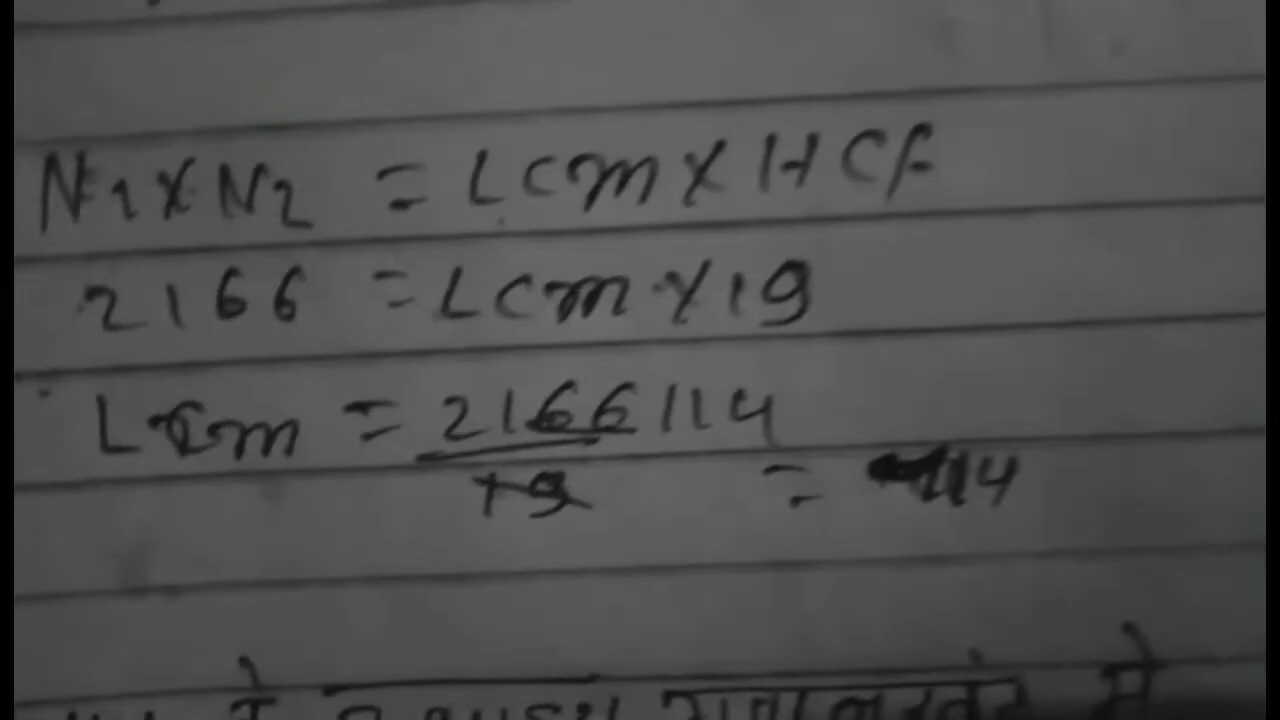 N1 X N2 = LCm X HCF
2166 = LCm X 19
LCm = 2166 114
19 = 114
में